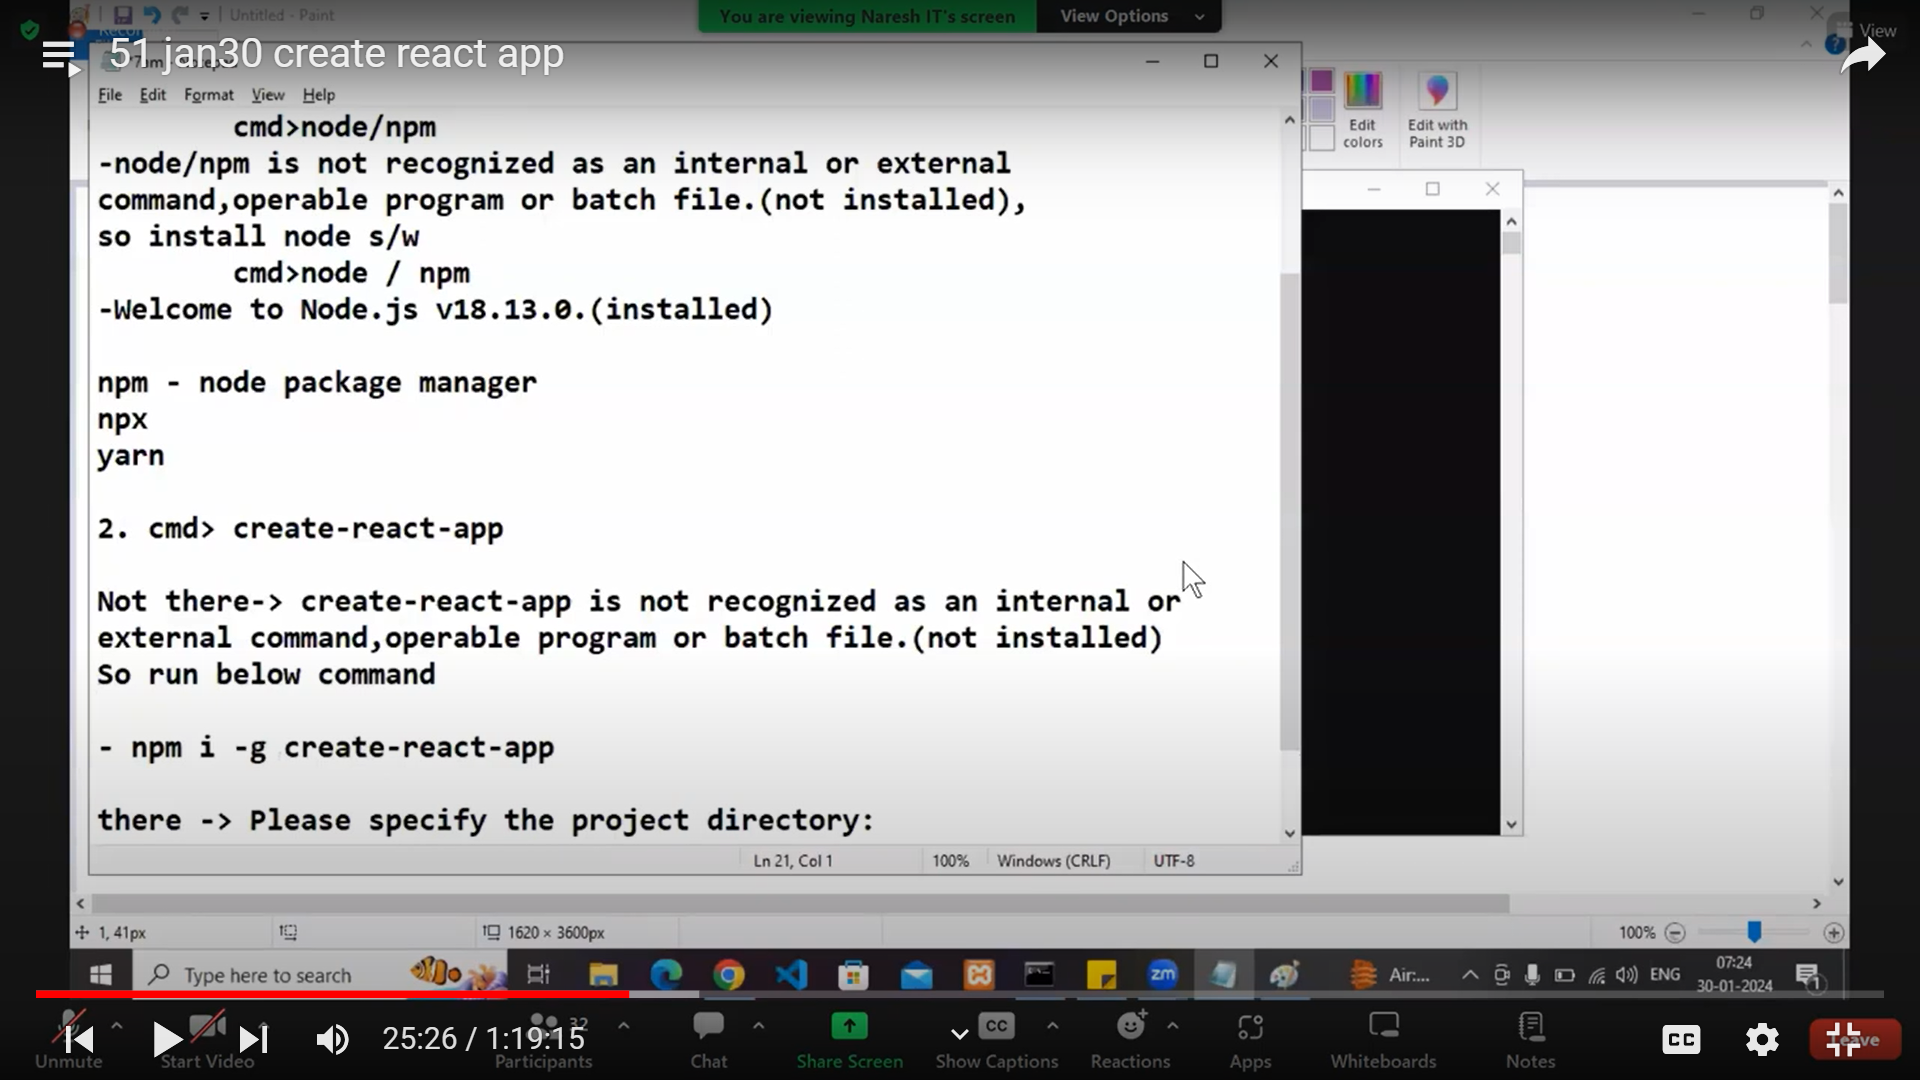 Untitled - Paint
You are viewing Naresh IT's screen
View Options
View
51 jan30 create react app
File Edit Format View Help
Edit colors
Edit with Paint 3D
cmd>node/npm
-node/npm is not recognized as an internal or external
command,operable program or batch file.(not installed),
so install node s/w
cmd>node / npm
-Welcome to Node.js v18.13.0.(installed)
npm - node package manager
npx
yarn
2. cmd> create-react-app
Not there-> create-react-app is not recognized as an internal or
external command,operable program or batch file.(not installed)
So run below command
- npm i -g create-react-app
there -> Please specify the project directory:
Ln 21, Col 1
100%
Windows (CRLF)
UTF-8
1, 41px
1620 × 3600px
100%
Type here to search
zm
Air:...
ENG
07:24
30-01-2024
1
25:26 / 1:19:15
32
CC
CC
Unmute
Start Video
Participants
Chat
Share Screen
Show Captions
Reactions
Apps
Whiteboards
Notes
Leave